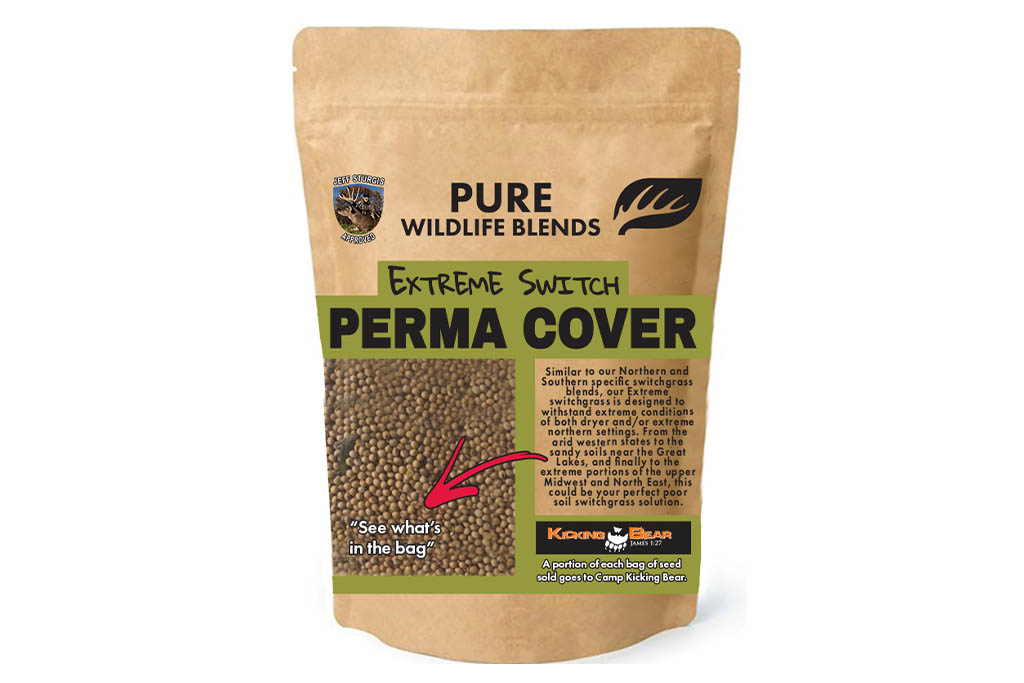 JEFF STURGIS
APPROVED
PURE
WILDLIFE BLENDS
EXTREME SWITCH
PERMA COVER
Similar to our Northern and
Southern specific switchgrass
blends, our Extreme
switchgrass is designed to
withstand extreme conditions
of both dryer and/or extreme
northern settings. From the
arid western states to the
sandy soils near the Great
Lakes, and finally to the
extreme portions of the upper
Midwest and North East, this
could be your perfect poor
soil switchgrass solution.
"See what's
in the bag"
KICKING BEAR
JAMES 1:27
A portion of each bag of seed
sold goes to Camp Kicking Bear.